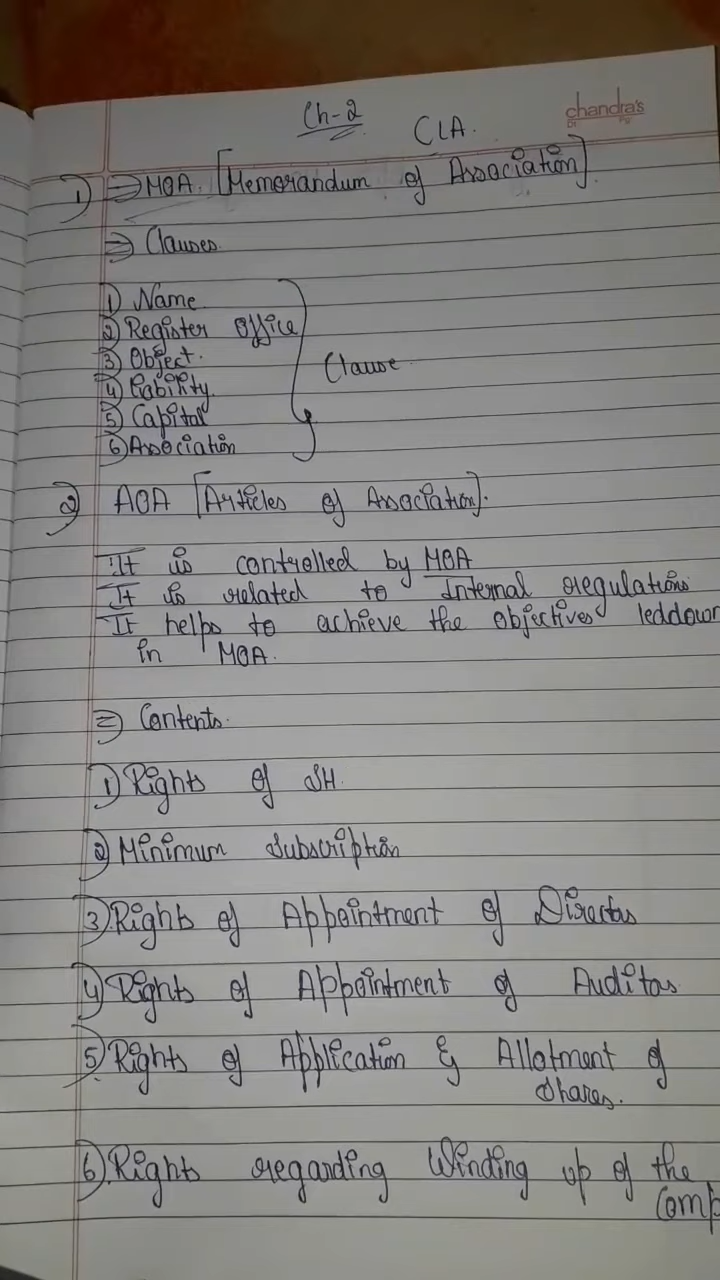 Ch-2
CLA.
chandra's
1) ⇒ MOA. [Memorandum of Association]
⇒ Clauses.
1) Name
2) Register office
3) Object.
4) Liability.
5) Capital
6) Association
Clause
2) AOA [Articles of Association].
It is controlled by MOA
It is related to Internal regulations
It helps to achieve the objectives leddown
in MOA.
⇒ Contents.
1) Rights of SH.
2) Minimum Subscription
3) Rights of Appointment of Directos
4) Rights of Appointment of Auditos
5) Rights of Application & Allotment of
Shares.
6) Rights regarding Winding up of the
Comp